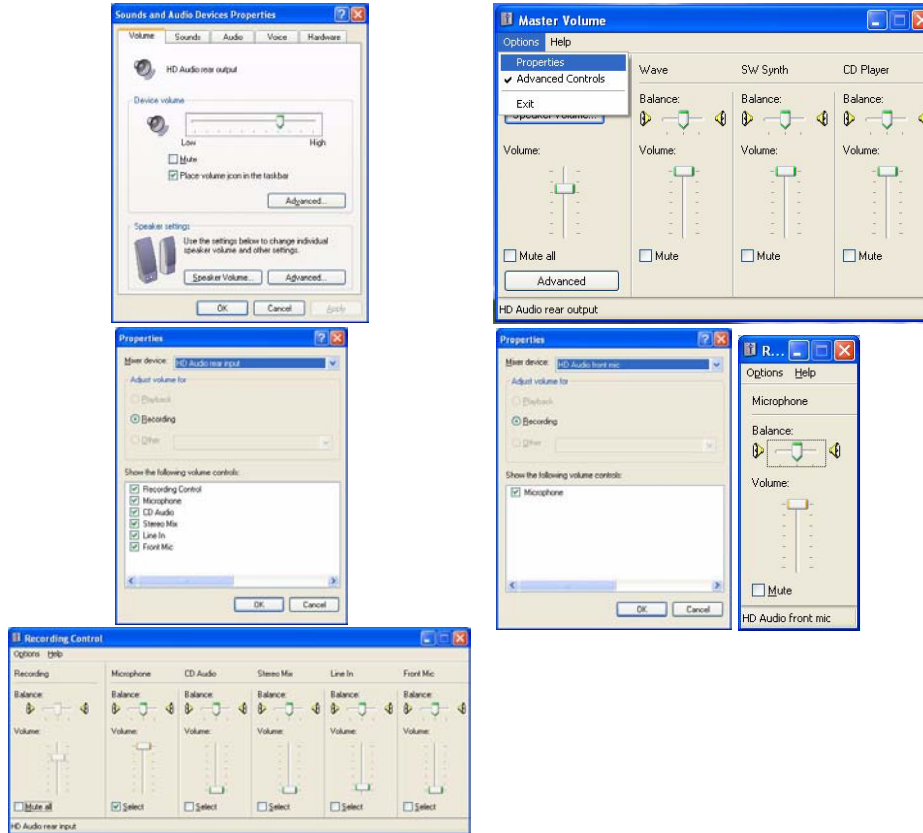 Sounds and Audio Devices Properties
Volume Sounds Audio Voice Hardware
HD Audio rear output
Device volume
Low High
Mute
Place volume icon in the taskbar
Advanced...
Speaker settings
Use the settings below to change individual
speaker volume and other settings.
Speaker Volume... Advanced...
OK Cancel Apply
Master Volume
Options Help
Properties
Advanced Controls
Exit
Wave SW Synth CD Player
Balance: Balance: Balance:
Speaker Volume...
Volume: Volume: Volume: Volume:
Mute all Mute Mute Mute
Advanced
HD Audio rear output
Properties
Mixer device: HD Audio rear input
Adjust volume for
Playback
Recording
Other
Show the following volume controls:
Recording Control
Microphone
CD Audio
Stereo Mix
Line In
Front Mic
OK Cancel
Properties
Mixer device: HD Audio front mic
Adjust volume for
Playback
Recording
Other
Show the following volume controls:
Microphone
OK Cancel
R...
Options Help
Microphone
Balance:
Volume:
Mute
HD Audio front mic
Recording Control
Options Help
Recording Microphone CD Audio Stereo Mix Line In Front Mic
Balance: Balance: Balance: Balance: Balance: Balance:
Volume: Volume: Volume: Volume: Volume: Volume:
Mute all Select Select Select Select Select
HD Audio rear input